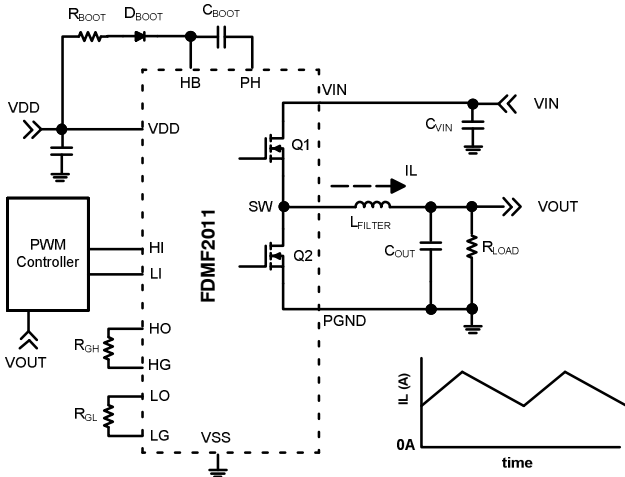 RBOOT
DBOOT
CBOOT
HB
PH
VIN
VIN
VDD
VDD
CVIN
Q1
IL
SW
LFILTER
VOUT
PWM
Controller
HI
LI
FDMF2011
Q2
COUT
RLOAD
PGND
VOUT
RGH
HO
HG
RGL
LO
LG
VSS
IL (A)
0A
time